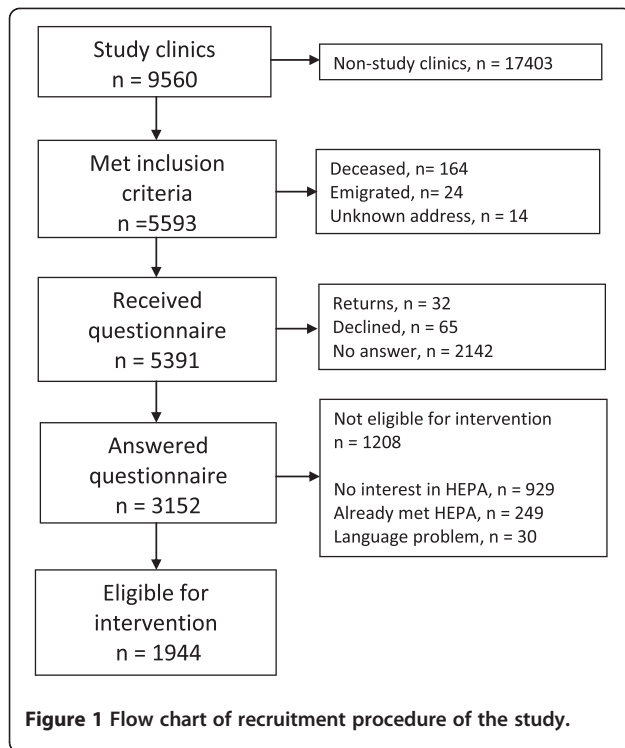 Study clinics
n = 9560
Non-study clinics, n = 17403
Met inclusion
criteria
n =5593
Deceased, n= 164
Emigrated, n= 24
Unknown address, n = 14
Received
questionnaire
n = 5391
Returns, n = 32
Declined, n = 65
No answer, n = 2142
Answered
questionnaire
n = 3152
Not eligible for intervention
n = 1208
No interest in HEPA, n = 929
Already met HEPA, n = 249
Language problem, n = 30
Eligible for
intervention
n = 1944
Figure 1 Flow chart of recruitment procedure of the study.